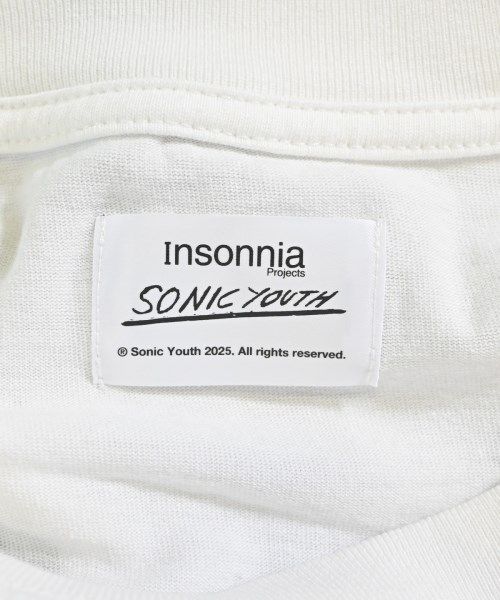 Insonnia
Projects
SONIC YOUTH
® Sonic Youth 2025. All rights reserved.